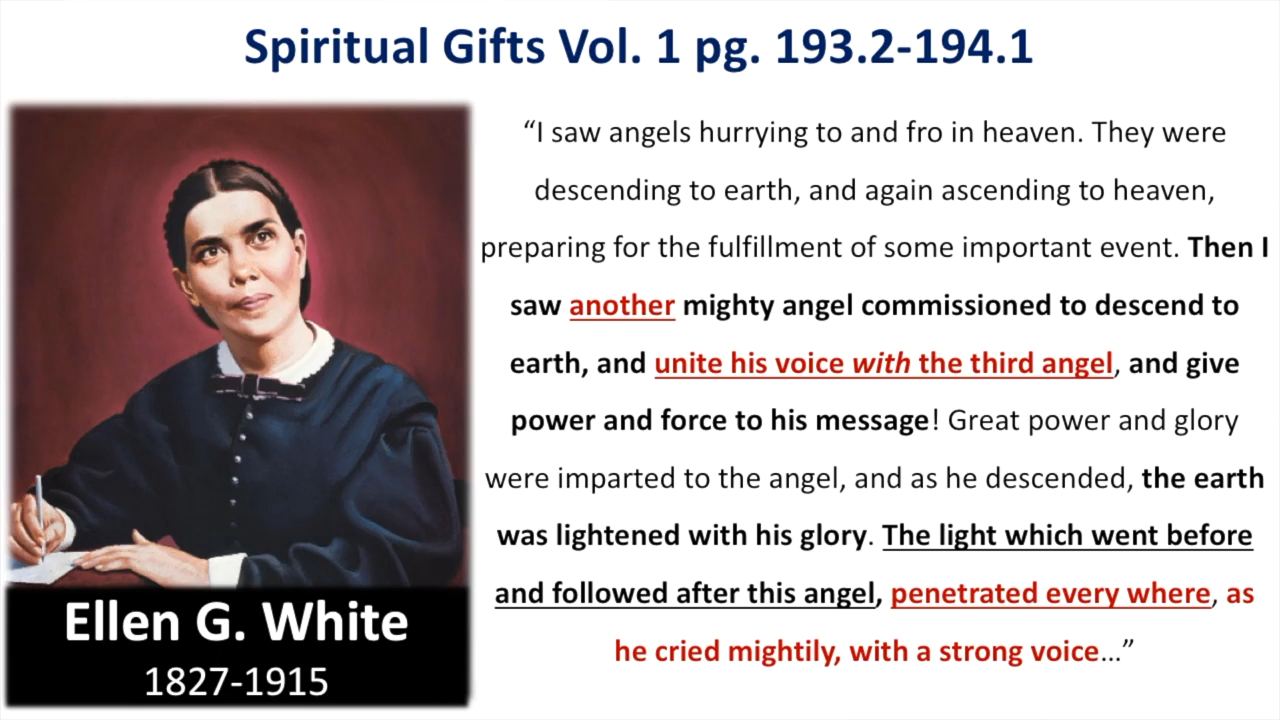 Spiritual Gifts Vol. 1 pg. 193.2-194.1
“I saw angels hurrying to and fro in heaven. They were
descending to earth, and again ascending to heaven,
preparing for the fulfillment of some important event. Then I
saw another mighty angel commissioned to descend to
earth, and unite his voice with the third angel, and give
power and force to his message! Great power and glory
were imparted to the angel, and as he descended, the earth
was lightened with his glory. The light which went before
and followed after this angel, penetrated every where, as
he cried mightily, with a strong voice…”
Ellen G. White
1827-1915